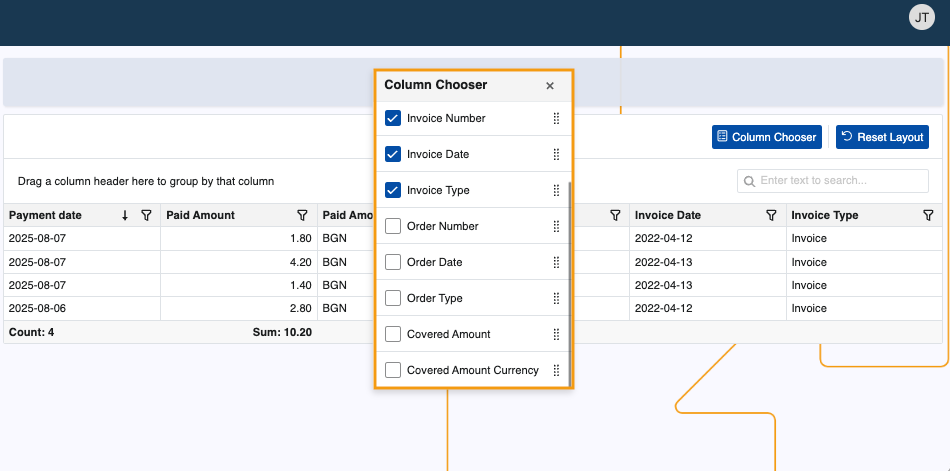 JT
Column Chooser
Invoice Number
Invoice Date
Invoice Type
Order Number
Order Date
Order Type
Covered Amount
Covered Amount Currency
Column Chooser Reset Layout
Drag a column header here to group by that column
Enter text to search...
Payment date Paid Amount Paid Amo Invoice Date Invoice Type
2025-08-07 1.80 BGN 2022-04-12 Invoice
2025-08-07 4.20 BGN 2022-04-13 Invoice
2025-08-07 1.40 BGN 2022-04-13 Invoice
2025-08-06 2.80 BGN 2022-04-12 Invoice
Count: 4 Sum: 10.20